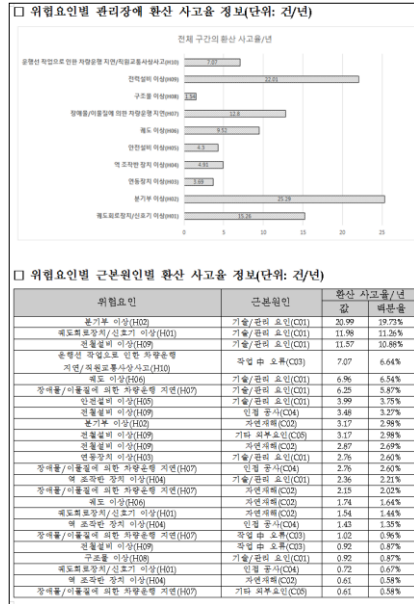 □ 위험요인별 관리장애 환산 사고율 정보(단위: 건/년)
전체 구간의 환산 사고율/년
운행선 작업으로 인한 차량운행 지연/직원교통사상사고(H10)
7.07
전력설비 이상(H09)
22.01
구조물 이상(H08)
1.54
장애물/이물질에 의한 차량운행 지연(H07)
12.8
궤도 이상(H06)
9.52
안전설비 이상(H05)
4.3
역 조작반 장치 이상(H04)
4.91
연동장치 이상(H03)
3.68
분기부 이상(H02)
25.29
궤도회로장치/신호기 이상(H01)
15.26
0 5 10 15 20 25
□ 위험요인별 근본원인별 환산 사고율 정보(단위: 건/년)
위험요인 근본원인 환산 사고율/년
값 백분율
분기부 이상(H02) 기술/관리 요인(C01) 20.99 19.73%
궤도회로장치/신호기 이상(H01) 기술/관리 요인(C01) 11.98 11.26%
전철설비 이상(H09) 기술/관리 요인(C01) 11.57 10.88%
운행선 작업으로 인한 차량운행
지연/직원교통사상사고(H10) 작업 中 오류(C03) 7.07 6.64%
궤도 이상(H06) 기술/관리 요인(C01) 6.96 6.54%
장애물/이물질에 의한 차량운행 지연(H07) 기술/관리 요인(C01) 6.25 5.87%
안전설비 이상(H05) 기술/관리 요인(C01) 3.99 3.75%
전철설비 이상(H09) 인접 공사(C04) 3.48 3.27%
분기부 이상(H02) 자연재해(C02) 3.17 2.98%
전철설비 이상(H09) 기타 외부요인(C05) 3.17 2.98%
전철설비 이상(H09) 자연재해(C02) 2.87 2.69%
연동장치 이상(H03) 기술/관리 요인(C01) 2.76 2.60%
장애물/이물질에 의한 차량운행 지연(H07) 인접 공사(C04) 2.76 2.60%
역 조작반 장치 이상(H04) 기술/관리 요인(C01) 2.36 2.21%
장애물/이물질에 의한 차량운행 지연(H07) 자연재해(C02) 2.15 2.02%
궤도 이상(H06) 자연재해(C02) 1.74 1.64%
궤도회로장치/신호기 이상(H01) 자연재해(C02) 1.54 1.44%
역 조작반 장치 이상(H04) 인접 공사(C04) 1.43 1.35%
장애물/이물질에 의한 차량운행 지연(H07) 작업 中 오류(C03) 1.02 0.96%
전철설비 이상(H09) 작업 中 오류(C03) 0.92 0.87%
구조물 이상(H08) 기술/관리 요인(C01) 0.92 0.87%
궤도회로장치/신호기 이상(H01) 인접 공사(C04) 0.72 0.67%
역 조작반 장치 이상(H04) 자연재해(C02) 0.61 0.58%
장애물/이물질에 의한 차량운행 지연(H07) 기타 외부요인(C05) 0.61 0.58%